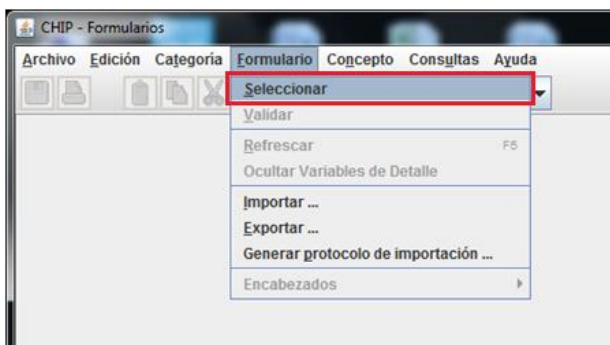 CHIP - Formularios
Archivo Edición Categoría Formulario Concepto Consultas Ayuda
Seleccionar
Validar
Refrescar F5
Ocultar Variables de Detalle
Importar ...
Exportar ...
Generar protocolo de importación ...
Encabezados